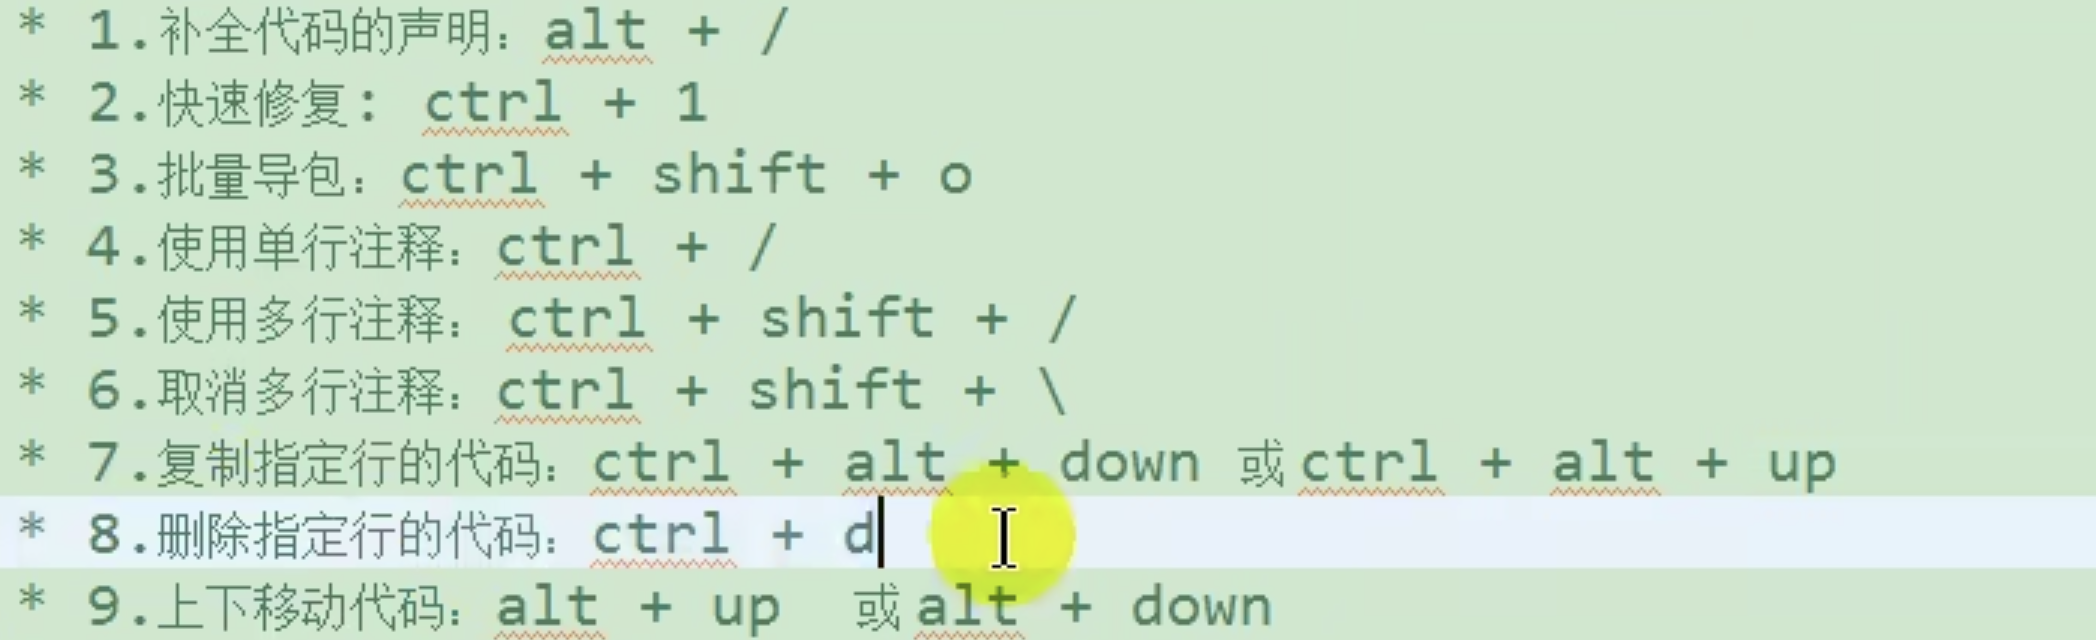 * 1.补全代码的声明：alt + /
* 2.快速修复: ctrl + 1
* 3.批量导包：ctrl + shift + o
* 4.使用单行注释：ctrl + /
* 5.使用多行注释： ctrl + shift + /
* 6.取消多行注释：ctrl + shift + \
* 7.复制指定行的代码：ctrl + alt + down 或ctrl + alt + up
* 8.删除指定行的代码：ctrl + d
* 9.上下移动代码：alt + up  或alt + down